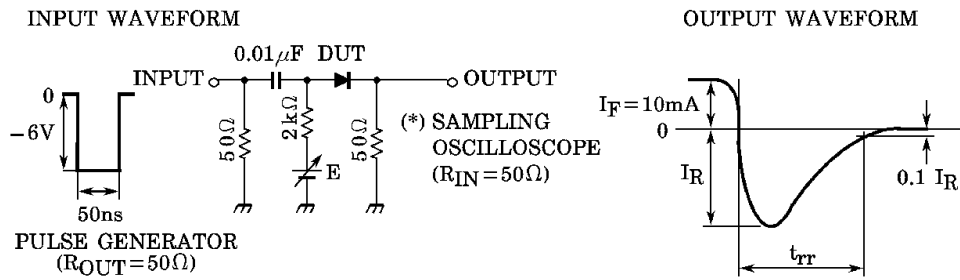 INPUT WAVEFORM
OUTPUT WAVEFORM
0.01μF DUT
INPUT
OUTPUT
0
−6V
50ns
50Ω
2kΩ
E
50Ω
(*) SAMPLING
OSCILLOSCOPE
(RIN=50Ω)
PULSE GENERATOR
(ROUT=50Ω)
IF=10mA
0
IR
0.1 IR
trr